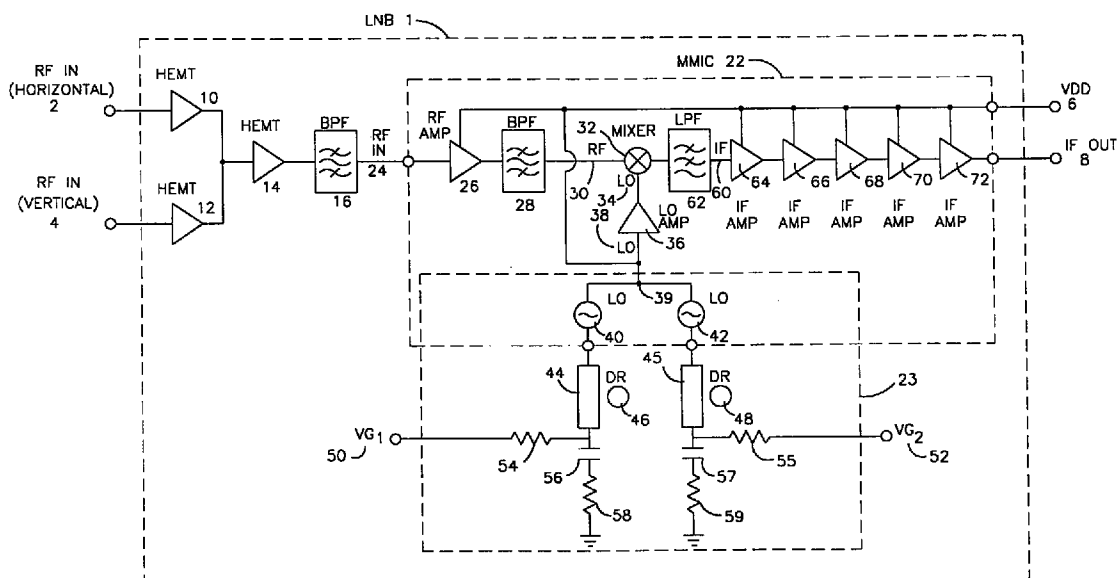 LNB 1
MMIC 22
RF IN
(HORIZONTAL)
2
HEMT
10
HEMT
14
BPF
16
RF
IN
24
RF
AMP
26
BPF
28
RF
30
32
MIXER
LO
34
LPF
62
IF
60
64
66
68
70
72
VDD
6
IF OUT
8
RF IN
(VERTICAL)
4
HEMT
12
38
LO
LO
AMP
36
IF
AMP
IF
AMP
IF
AMP
IF
AMP
IF
AMP
39
LO
40
LO
42
44
DR
46
45
DR
48
23
VG1
50
54
56
58
57
55
59
VG2
52